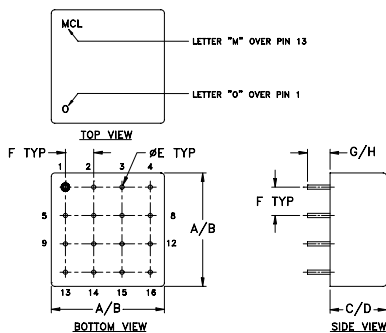 MCL
LETTER "M" OVER PIN 13
O
LETTER "O" OVER PIN 1
TOP VIEW
F TYP
ØE TYP
G/H
1 2 3 4
F TYP
5 8
A/B
9 12
13 14 15 16
A/B
C/D
BOTTOM VIEW
SIDE VIEW